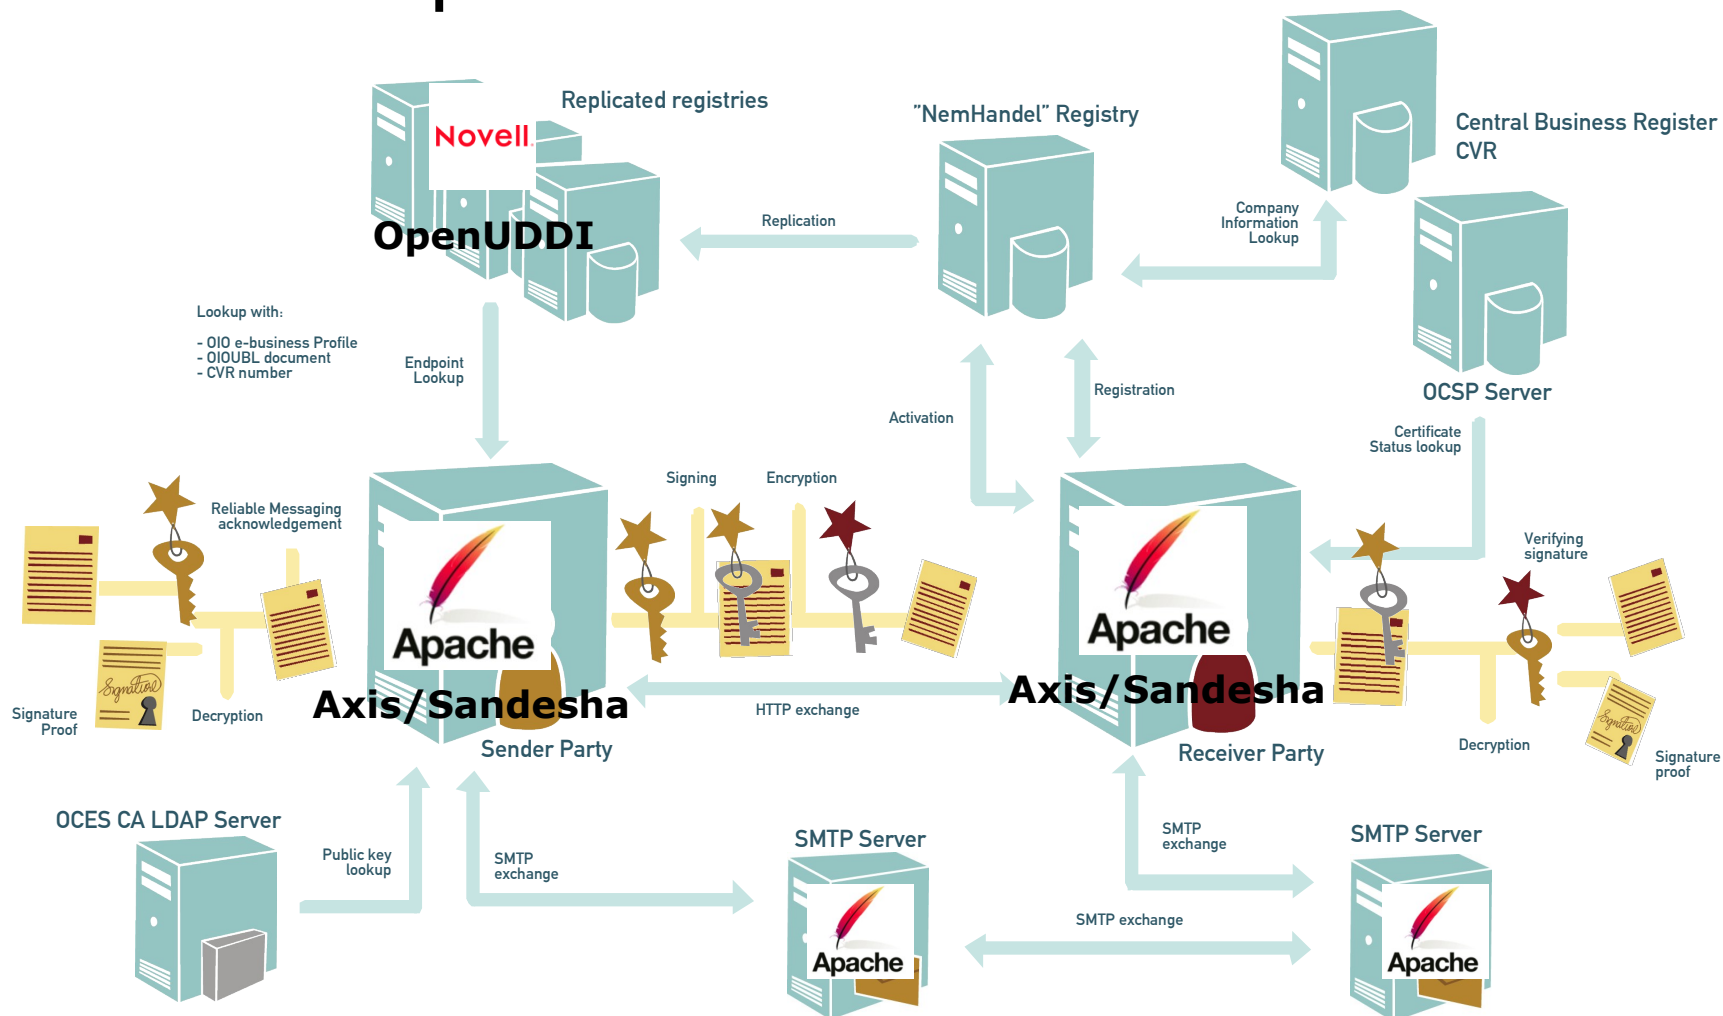 Replicated registries
"NemHandel" Registry
Central Business Register
CVR
Novell.
OpenUDDI
Replication
Company
Information
Lookup
Lookup with:
- OIO e-business Profile
- OIOUBL document
- CVR number
Endpoint
Lookup
Activation
Registration
OCSP Server
Certificate
Status lookup
Reliable Messaging
acknowledgement
Signing
Encryption
Verifying
signature
Apache
Axis/Sandesha
Sender Party
Apache
Axis/Sandesha
Receiver Party
HTTP exchange
Signature
Signature
Proof
Decryption
Decryption
Signature
Signature
proof
OCES CA LDAP Server
Public key
lookup
SMTP
exchange
SMTP Server
Apache
SMTP
exchange
SMTP exchange
SMTP Server
Apache